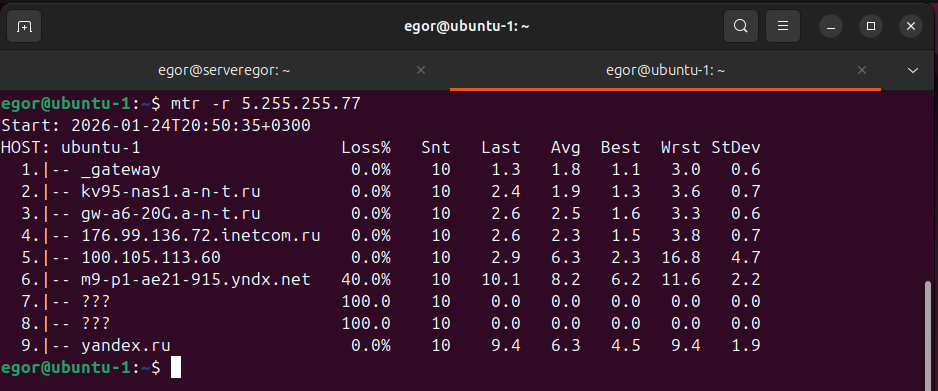 egor@ubuntu-1: ~
egor@serveregor: ~
egor@ubuntu-1: ~
egor@ubuntu-1:~$ mtr -r 5.255.255.77
Start: 2026-01-24T20:50:35+0300
HOST: ubuntu-1                    Loss%   Snt   Last   Avg  Best  Wrst StDev
  1.|-- _gateway                   0.0%    10    1.3   1.8   1.1   3.0   0.6
  2.|-- kv95-nas1.a-n-t.ru         0.0%    10    2.4   1.9   1.3   3.6   0.7
  3.|-- gw-a6-20G.a-n-t.ru         0.0%    10    2.6   2.5   1.6   3.3   0.6
  4.|-- 176.99.136.72.inetcom.ru   0.0%    10    2.6   2.3   1.5   3.8   0.7
  5.|-- 100.105.113.60             0.0%    10    2.9   6.3   2.3  16.8   4.7
  6.|-- m9-p1-ae21-915.yndx.net   40.0%    10   10.1   8.2   6.2  11.6   2.2
  7.|-- ???                       100.0    10    0.0   0.0   0.0   0.0   0.0
  8.|-- ???                       100.0    10    0.0   0.0   0.0   0.0   0.0
  9.|-- yandex.ru                  0.0%    10    9.4   6.3   4.5   9.4   1.9
egor@ubuntu-1:~$